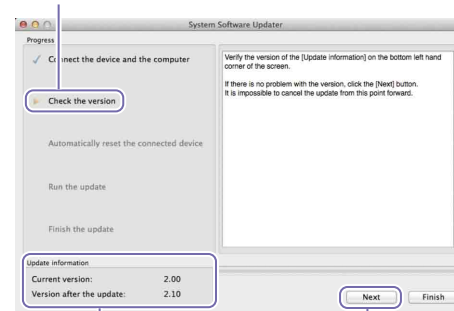 System Software Updater
Progress
Connect the device and the computer
Check the version
Automatically reset the connected device
Run the update
Finish the update
Verify the version of the [Update information] on the bottom left hand
corner of the screen.
If there is no problem with the version, click the [Next] button.
It is impossible to cancel the update from this point forward.
Update information
Current version: 2.00
Version after the update: 2.10
Next Finish